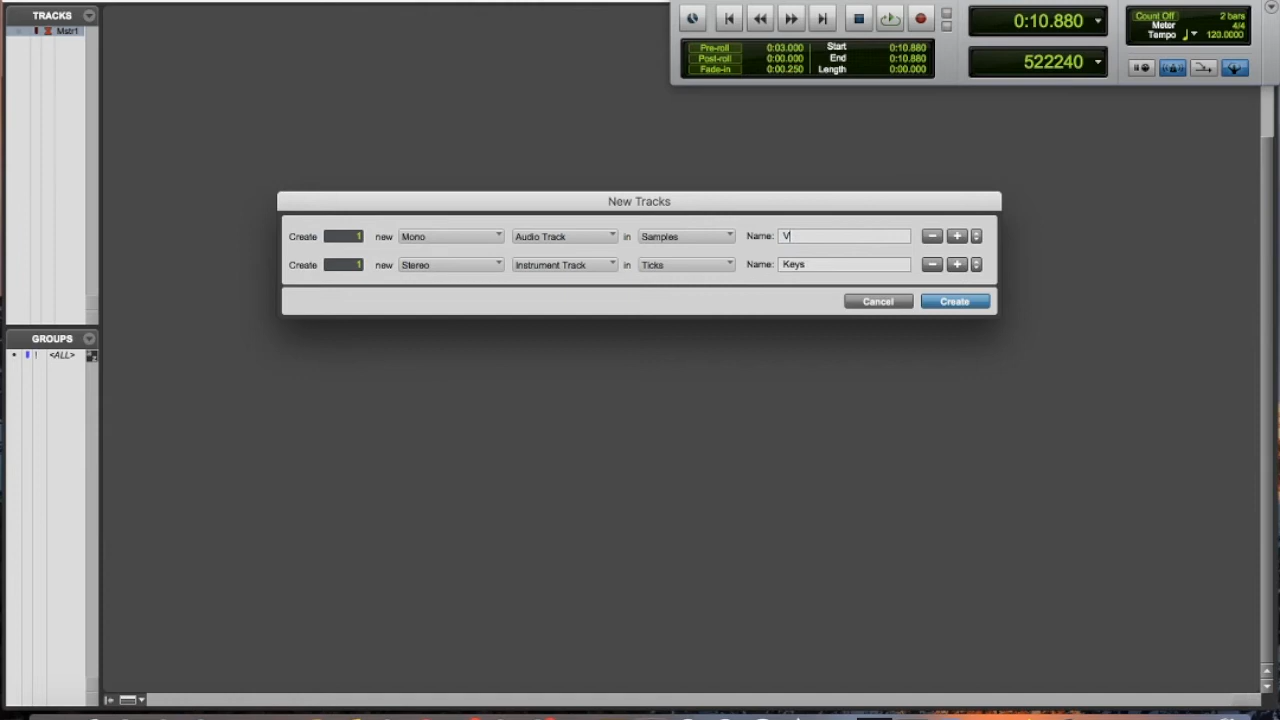 TRACKS
Mstr1
0:10.880
Count Off 2 bars
Meter 4/4
Tempo 120.0000
Pre-roll 0:03.000 Start 0:10.880
Post-roll 0:00.000 End 0:10.880
Fade-in 0:00.250 Length 0:00.000
522240
New Tracks
Create 1 new Mono Audio Track in Samples Name: V
Create 1 new Stereo Instrument Track in Ticks Name: Keys
Cancel Create
GROUPS
! <ALL>